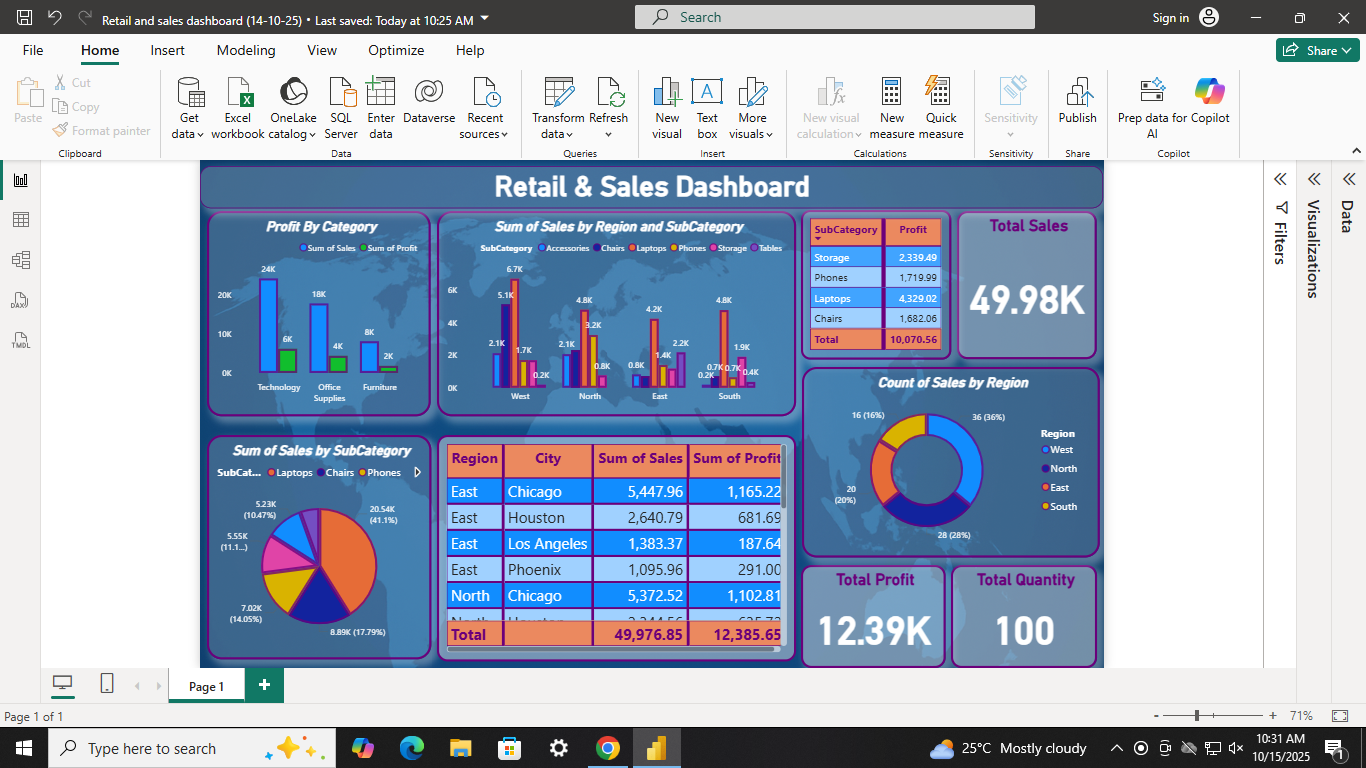 Retail and sales dashboard (14-10-25) • Last saved: Today at 10:25 AM
Search
Sign in
File Home Insert Modeling View Optimize Help
Share
Paste
Cut
Copy
Format painter
Clipboard
Get data
Excel workbook
OneLake catalog
SQL Server
Enter data
Dataverse
Recent sources
Data
Transform data
Refresh
Queries
New visual
Text box
More visuals
Insert
New visual calculation
New measure
Quick measure
Calculations
Sensitivity
Sensitivity
Publish
Share
Prep data for AI
Copilot
Copilot
DAX
TMDL
Retail & Sales Dashboard
Profit By Category
Sum of Sales Sum of Profit
20K
10K
0K
24K
6K
18K
4K
8K
2K
Technology
Office Supplies
Furniture
Sum of Sales by Region and SubCategory
SubCategory Accessories Chairs Laptops Phones Storage Tables
6K
4K
2K
0K
2.1K
5.1K
6.7K
1.7K
0.2K
2.1K
4.8K
3.2K
0.8K
0.8K
4.2K
1.4K
2.2K
0.2K
0.7K
4.8K
0.7K
1.9K
0.4K
West
North
East
South
SubCategory Profit
Storage 2,339.49
Phones 1,719.99
Laptops 4,329.02
Chairs 1,682.06
Total 10,070.56
Total Sales
49.98K
Sum of Sales by SubCategory
SubCat... Laptops Chairs Phones
5.23K
(10.47%)
20.54K
(41.1%)
5.55K
(11.1...)
7.02K
(14.05%)
8.89K (17.79%)
Region City Sum of Sales Sum of Profit
East Chicago 5,447.96 1,165.22
East Houston 2,640.79 681.69
East Los Angeles 1,383.37 187.64
East Phoenix 1,095.96 291.00
North Chicago 5,372.52 1,102.81
Total 49,976.85 12,385.65
Count of Sales by Region
16 (16%)
36 (36%)
20
(20%)
28 (28%)
Region
West
North
East
South
Total Profit
12.39K
Total Quantity
100
Filters
Visualizations
Data
Page 1
Page 1 of 1
- + 71%
Type here to search
25°C Mostly cloudy
10:31 AM
10/15/2025
1